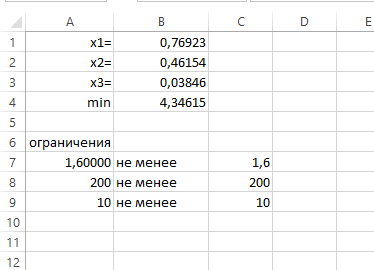 A B C D E
1 x1= 0,76923
2 x2= 0,46154
3 x3= 0,03846
4 min 4,34615
5
6 ограничения
7 1,60000 не менее 1,6
8 200 не менее 200
9 10 не менее 10
10
11
12